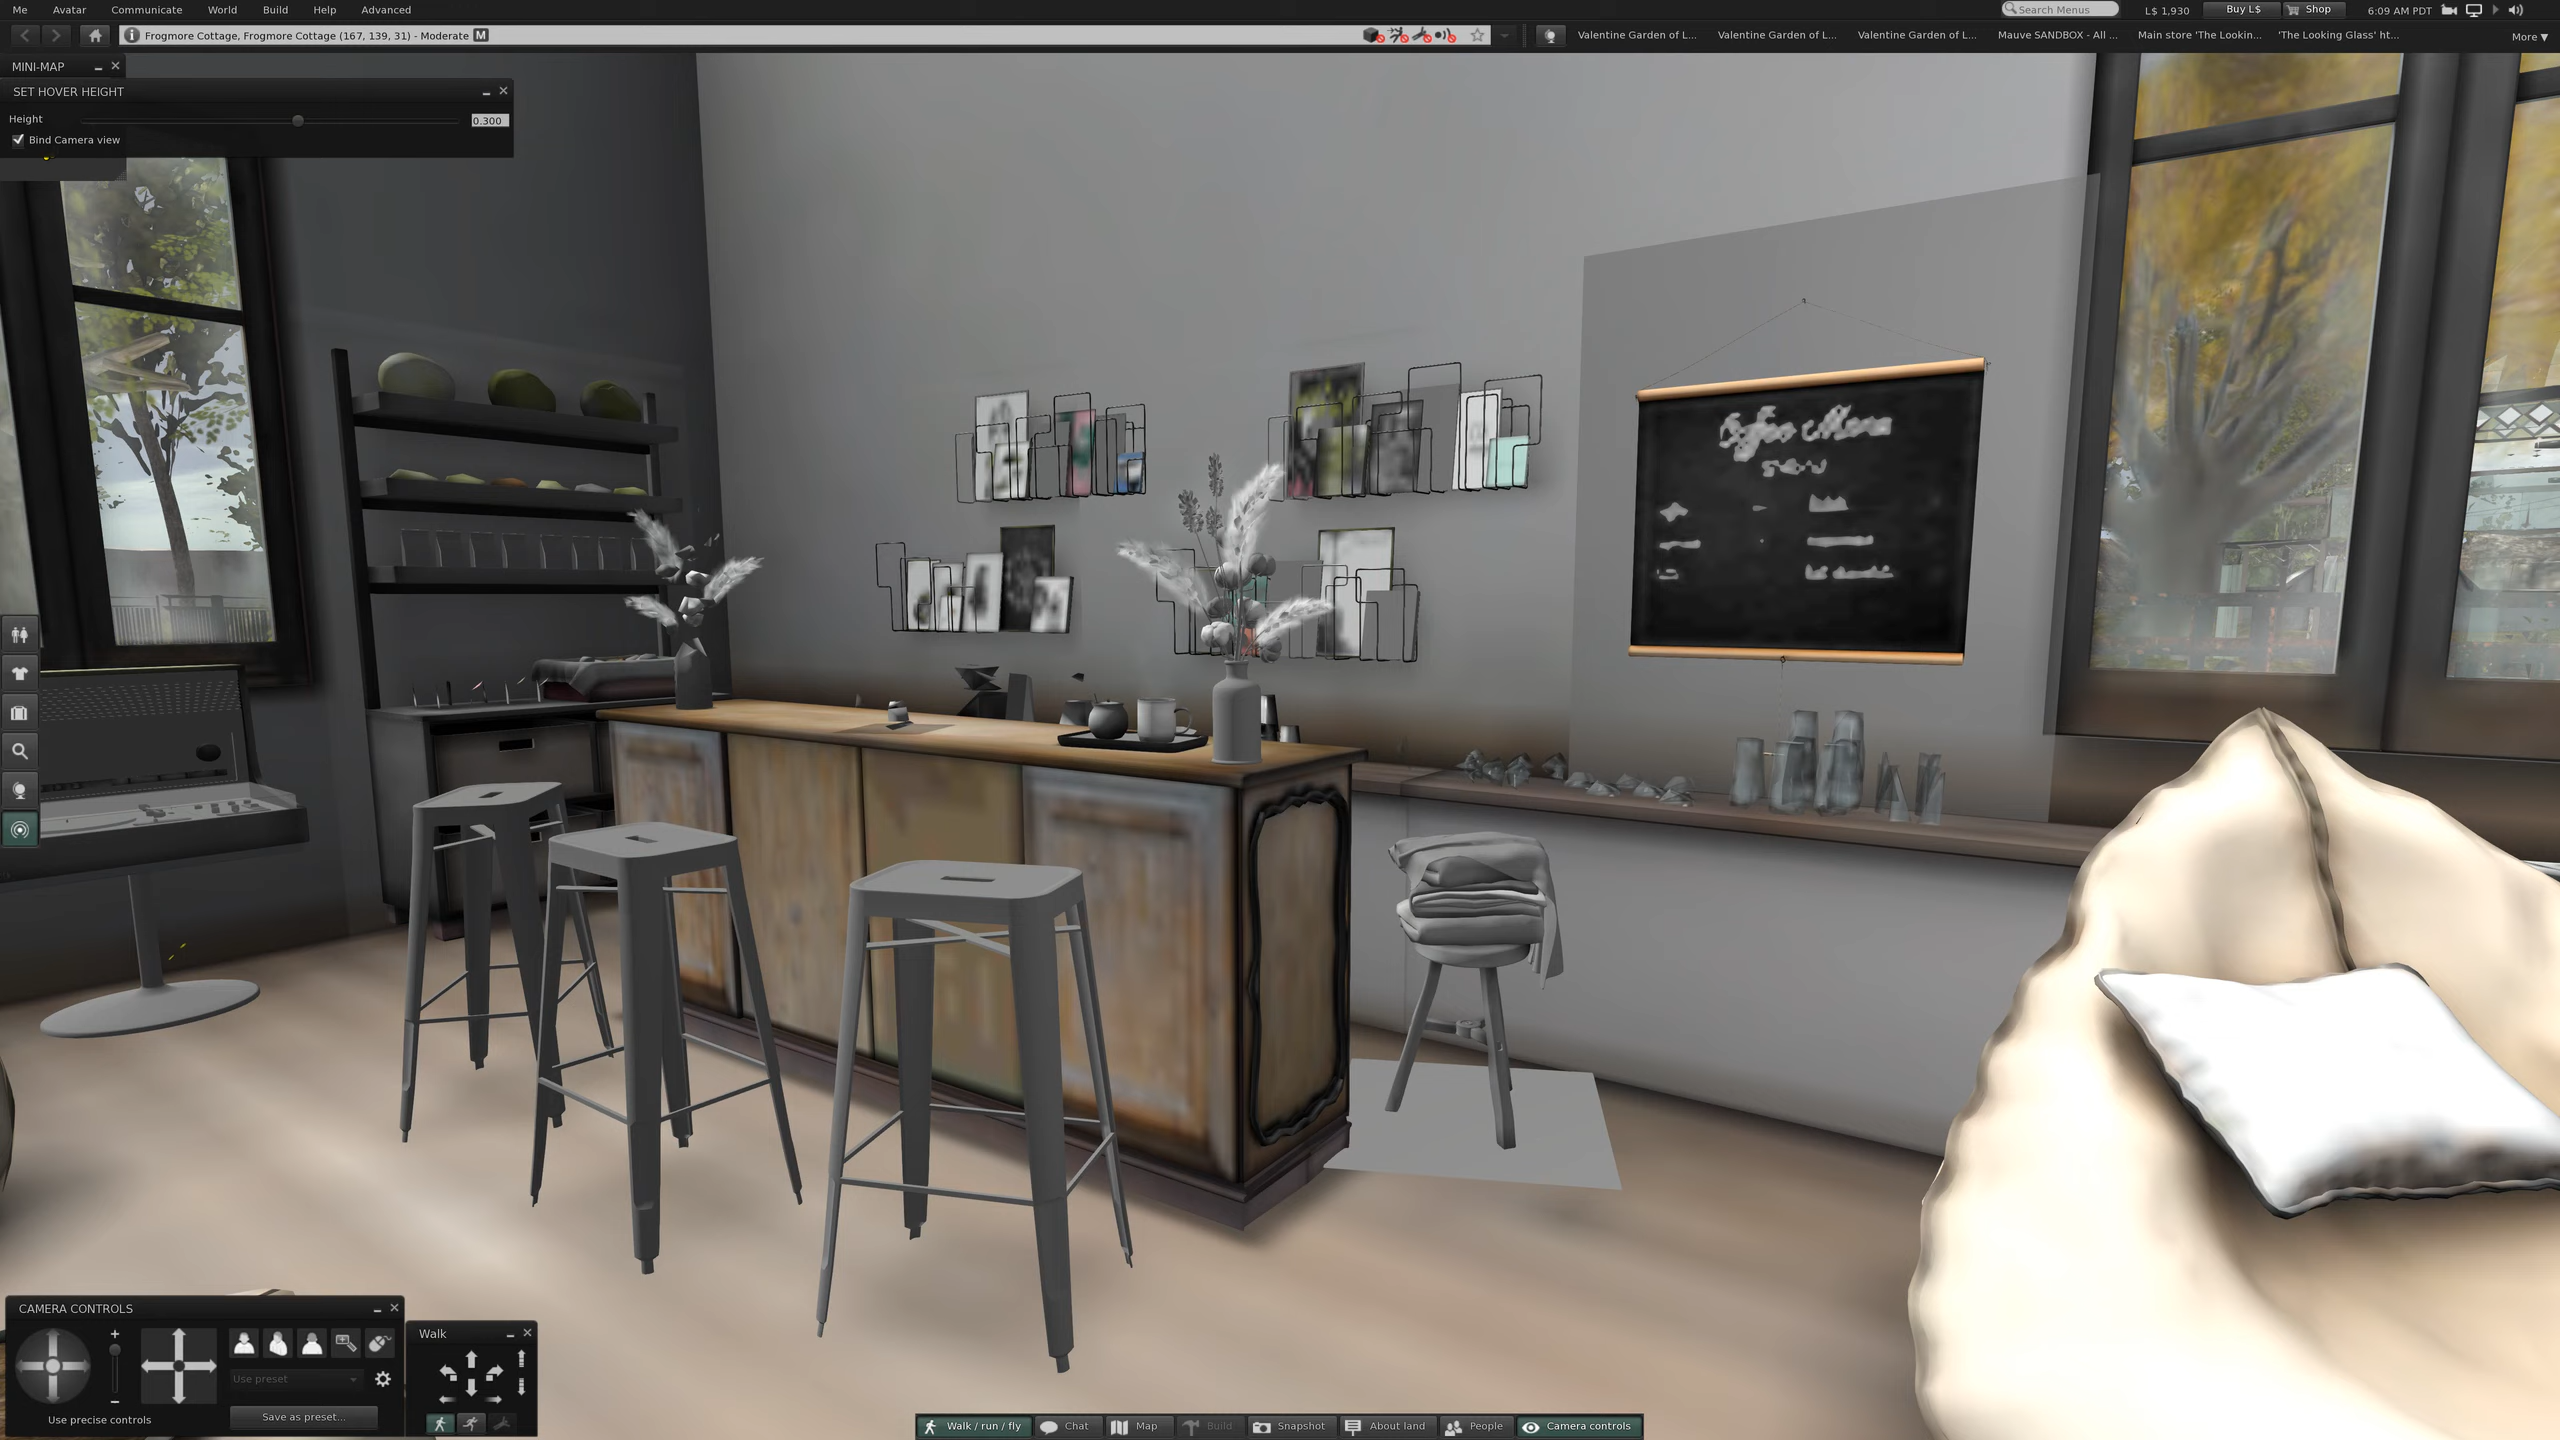 Me Avatar Communicate World Build Help Advanced
Search Menus L$ 1,930 Buy L$ Shop 6:09 AM PDT
Frogmore Cottage, Frogmore Cottage (167, 139, 31) - Moderate M
Valentine Garden of L... Valentine Garden of L... Valentine Garden of L... Mauve SANDBOX - All ... Main store 'The Lookin... 'The Looking Glass' ht... More
MINI-MAP
SET HOVER HEIGHT
Height 0.300
Bind Camera view
CAMERA CONTROLS
Use preset
Use precise controls
Save as preset...
Walk
Walk / run / fly Chat Map Build Snapshot About land People Camera controls